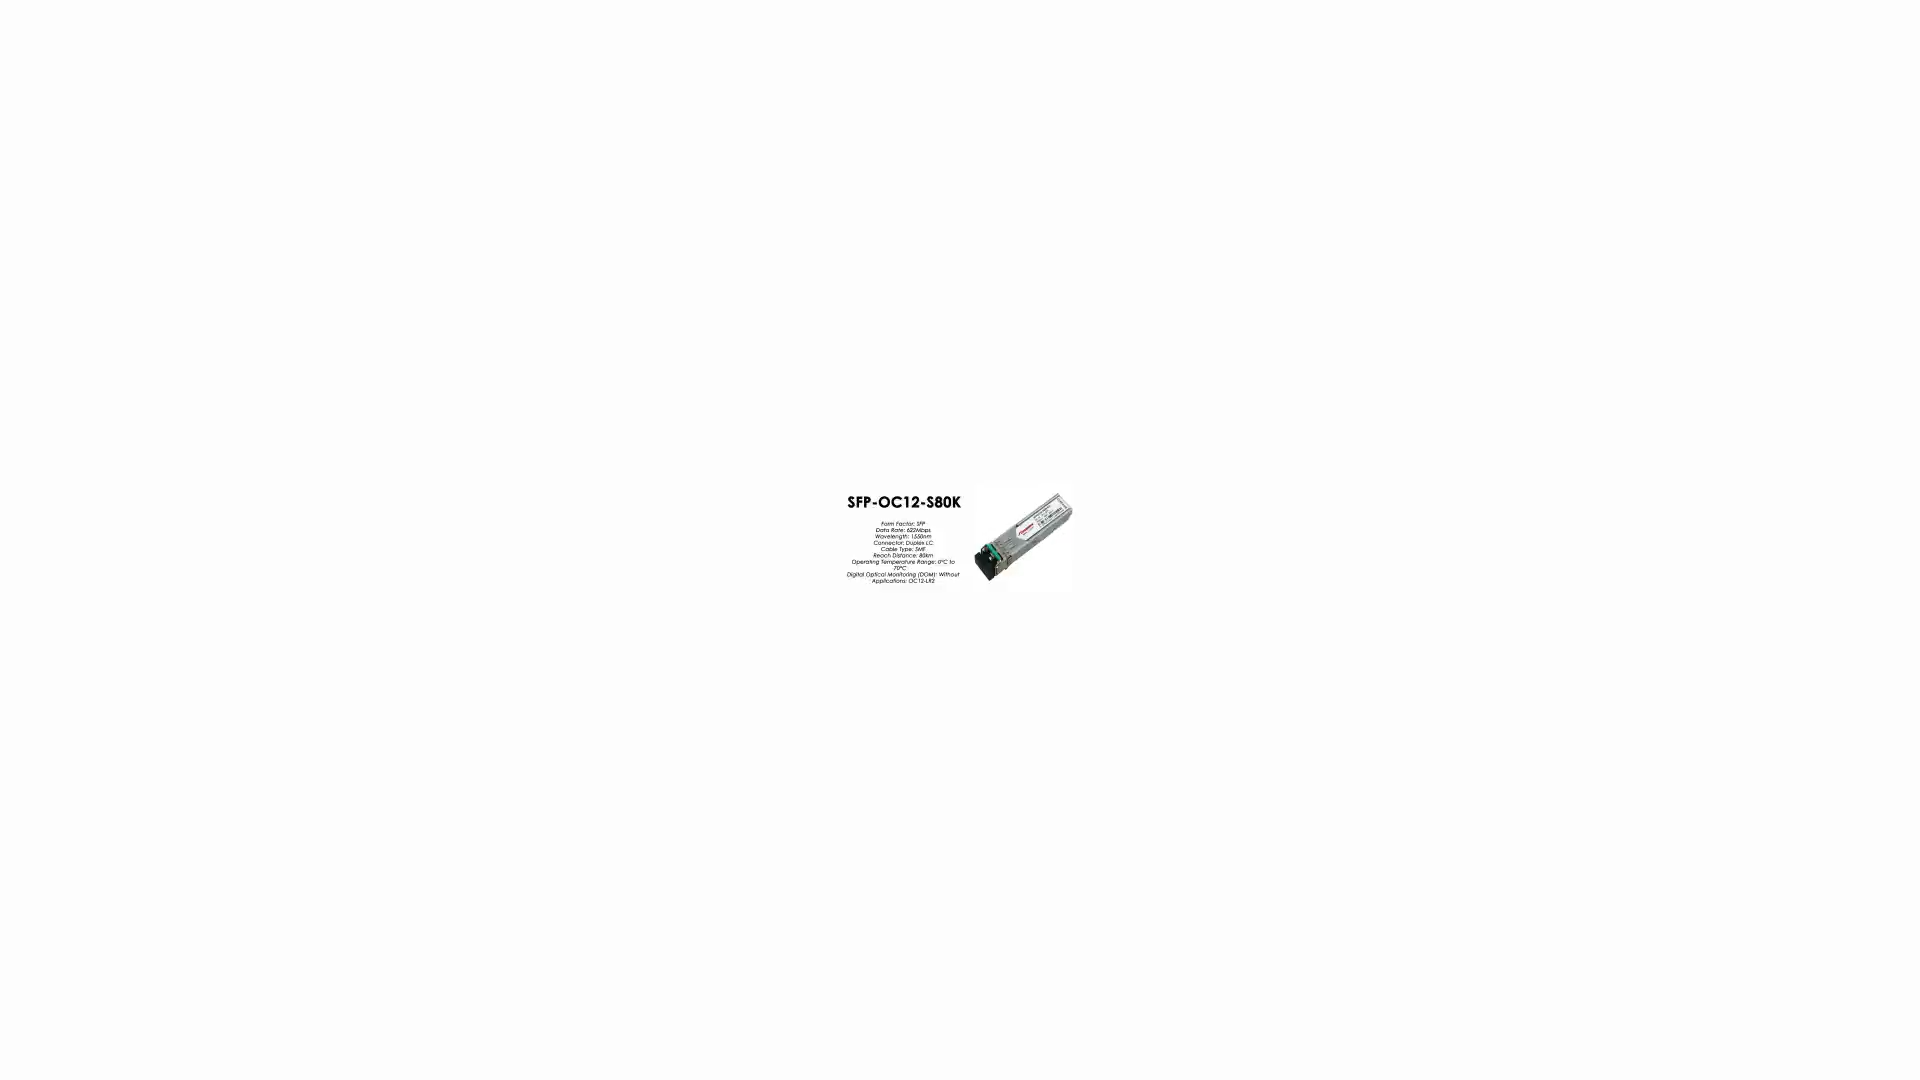 SFP-OC12-S80K
Form Factor: SFP
Data Rate: 622Mbps
Wavelength: 1550nm
Connector: Duplex LC
Cable Type: SMF
Reach Distance: 80km
Operating Temperature Range: 0°C to
70°C
Digital Optical Monitoring (DOM): Without
Applications: OC12-LR2